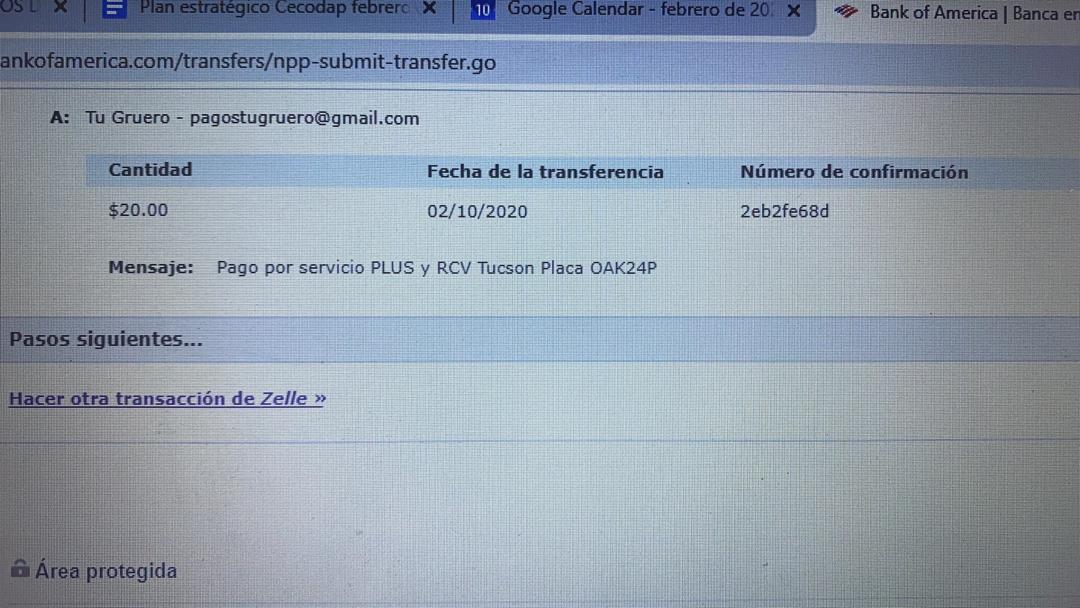 OS L
Plan estratégico Cecodap febrero
10 Google Calendar - febrero de 20
Bank of America | Banca en
ankofamerica.com/transfers/npp-submit-transfer.go
A: Tu Gruero - pagostugruero@gmail.com
Cantidad Fecha de la transferencia Número de confirmación
$20.00 02/10/2020 2eb2fe68d
Mensaje: Pago por servicio PLUS y RCV Tucson Placa OAK24P
Pasos siguientes...
Hacer otra transacción de Zelle »
Área protegida